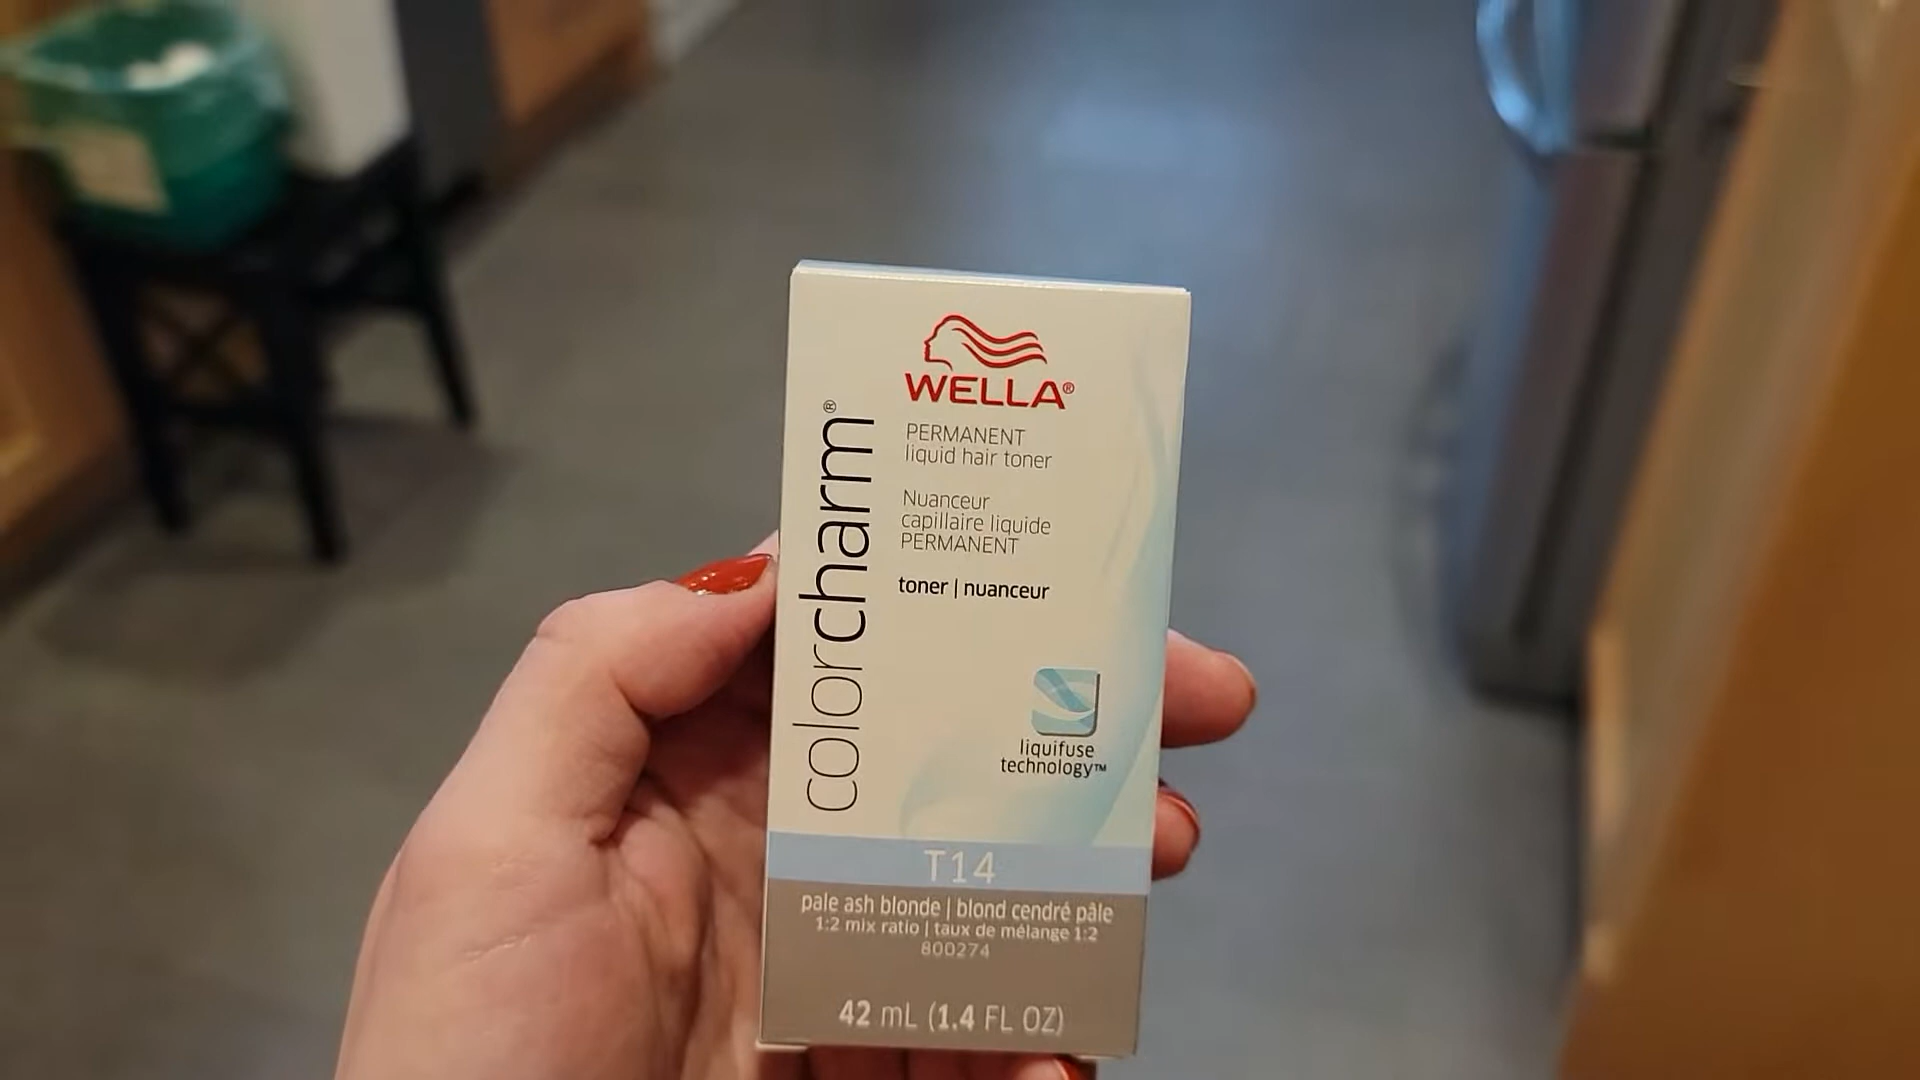 WELLA®
colorcharm®
PERMANENT
liquid hair toner
Nuanceur
capillaire liquide
PERMANENT
toner | nuanceur
liquifuse
technology™
T14
pale ash blonde | blond cendré pâle
1:2 mix ratio | taux de mélange 1:2
800274
42 mL (1.4 FL OZ)